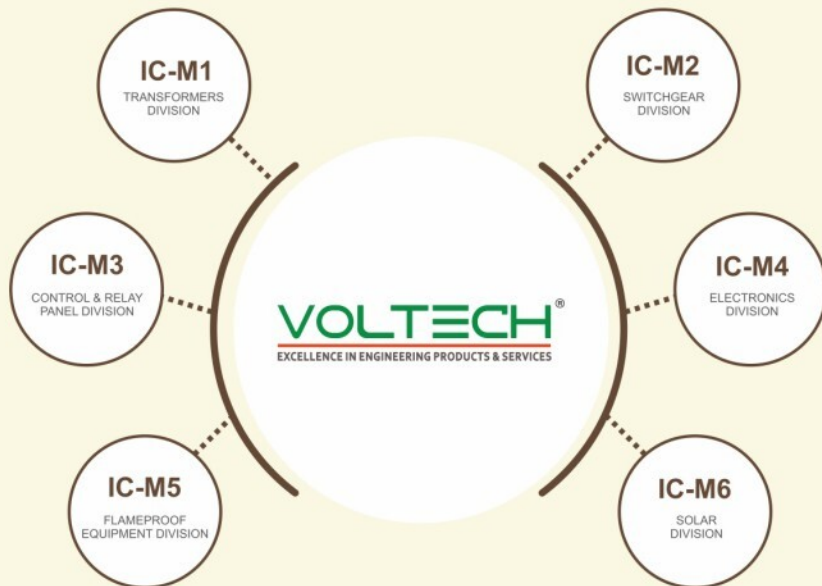 IC-M1
TRANSFORMERS
DIVISION
IC-M2
SWITCHGEAR
DIVISION
IC-M3
CONTROL & RELAY
PANEL DIVISION
VOLTECH®
EXCELLENCE IN ENGINEERING PRODUCTS & SERVICES
IC-M4
ELECTRONICS
DIVISION
IC-M5
FLAMEPROOF
EQUIPMENT DIVISION
IC-M6
SOLAR
DIVISION